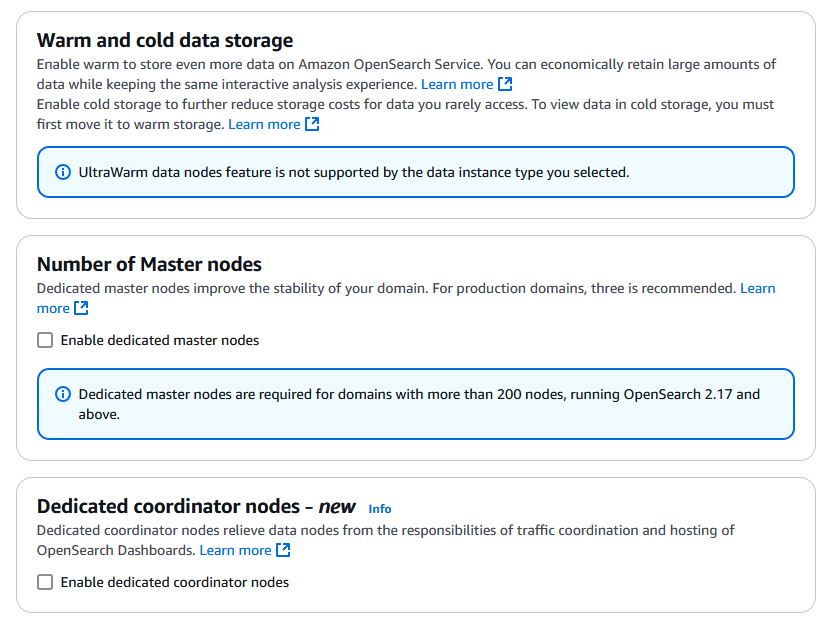 Warm and cold data storage
Enable warm to store even more data on Amazon OpenSearch Service. You can economically retain large amounts of
data while keeping the same interactive analysis experience. Learn more
Enable cold storage to further reduce storage costs for data you rarely access. To view data in cold storage, you must
first move it to warm storage. Learn more
UltraWarm data nodes feature is not supported by the data instance type you selected.
Number of Master nodes
Dedicated master nodes improve the stability of your domain. For production domains, three is recommended. Learn
more
Enable dedicated master nodes
Dedicated master nodes are required for domains with more than 200 nodes, running OpenSearch 2.17 and
above.
Dedicated coordinator nodes - new Info
Dedicated coordinator nodes relieve data nodes from the responsibilities of traffic coordination and hosting of
OpenSearch Dashboards. Learn more
Enable dedicated coordinator nodes